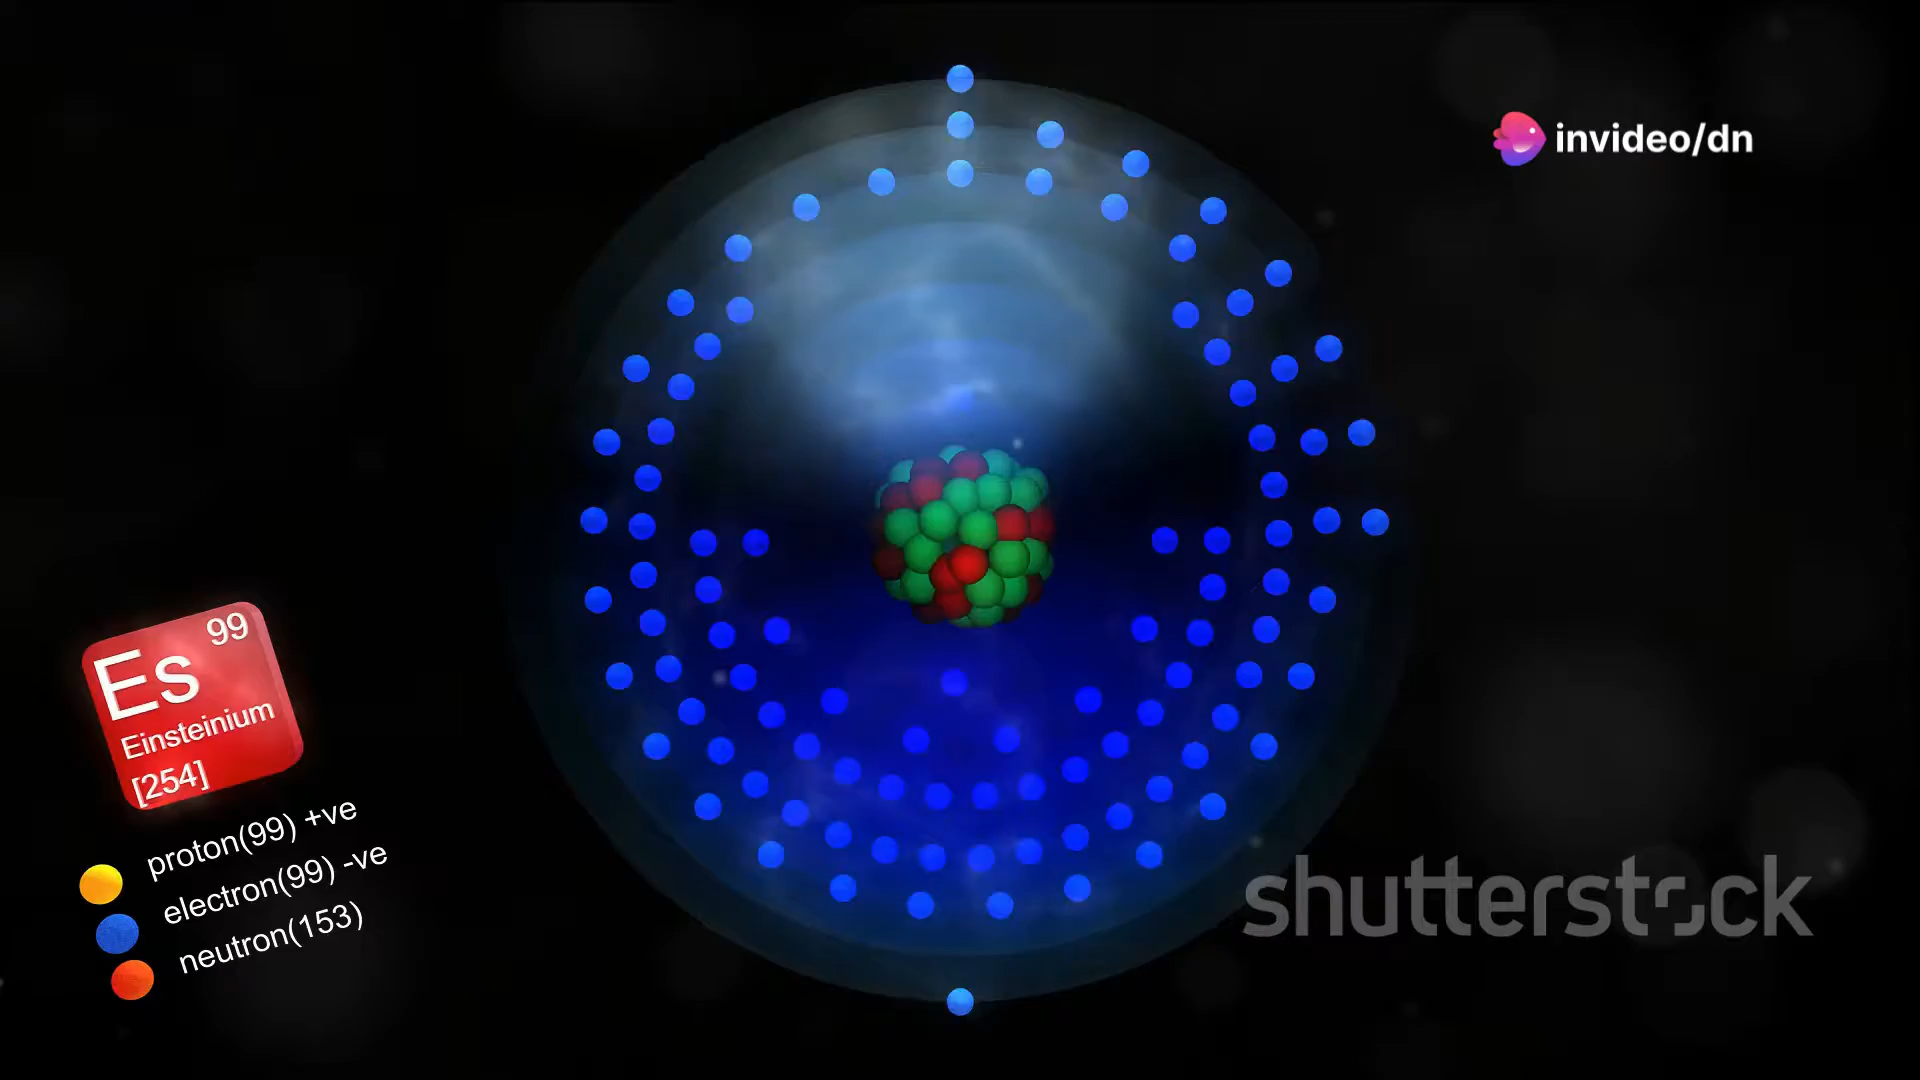 invideo/dn
99
Es
Einsteinium
[254]
proton(99) +ve
electron(99) -ve
neutron(153)
shutterstock